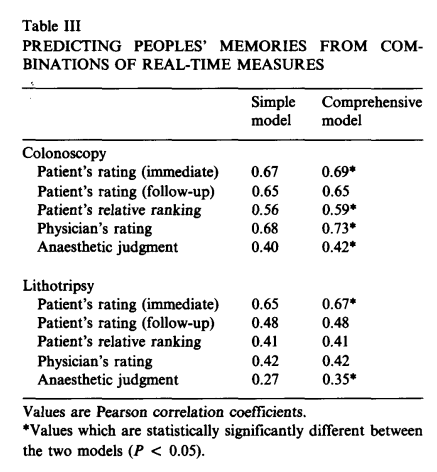 Table III
PREDICTING PEOPLES' MEMORIES FROM COM-
BINATIONS OF REAL-TIME MEASURES
Simple Comprehensive
model model
Colonoscopy
Patient's rating (immediate) 0.67 0.69*
Patient's rating (follow-up) 0.65 0.65
Patient's relative ranking 0.56 0.59*
Physician's rating 0.68 0.73*
Anaesthetic judgment 0.40 0.42*
Lithotripsy
Patient's rating (immediate) 0.65 0.67*
Patient's rating (follow-up) 0.48 0.48
Patient's relative ranking 0.41 0.41
Physician's rating 0.42 0.42
Anaesthetic judgment 0.27 0.35*
Values are Pearson correlation coefficients.
*Values which are statistically significantly different between
the two models (P < 0.05).